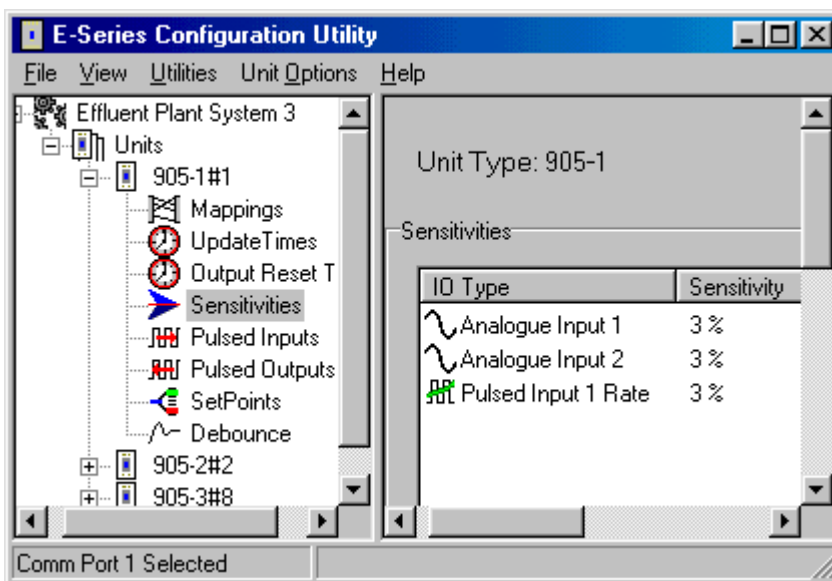 E-Series Configuration Utility
File View Utilities Unit Options Help
Effluent Plant System 3
Units
905-1#1
Mappings
UpdateTimes
Output Reset T
Sensitivities
Pulsed Inputs
Pulsed Outputs
SetPoints
Debounce
905-2#2
905-3#8
Unit Type: 905-1
Sensitivities
IO Type Sensitivity
Analogue Input 1 3 %
Analogue Input 2 3 %
Pulsed Input 1 Rate 3 %
Comm Port 1 Selected